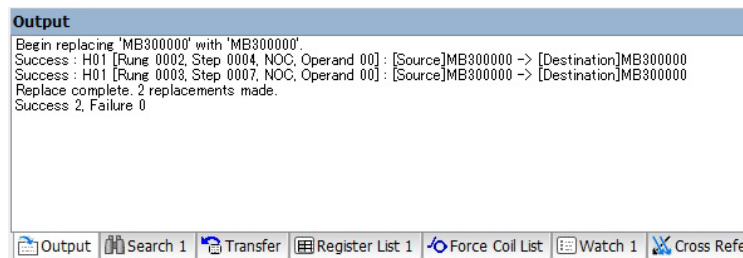 Output
Begin replacing 'MB300000' with 'MB300000'.
Success : H01 [Rung 0002, Step 0004, NOC, Operand 00] : [Source]MB300000 -> [Destination]MB300000
Success : H01 [Rung 0003, Step 0007, NOC, Operand 00] : [Source]MB300000 -> [Destination]MB300000
Replace complete. 2 replacements made.
Success 2, Failure 0
Output Search 1 Transfer Register List 1 Force Coil List Watch 1 Cross Refe